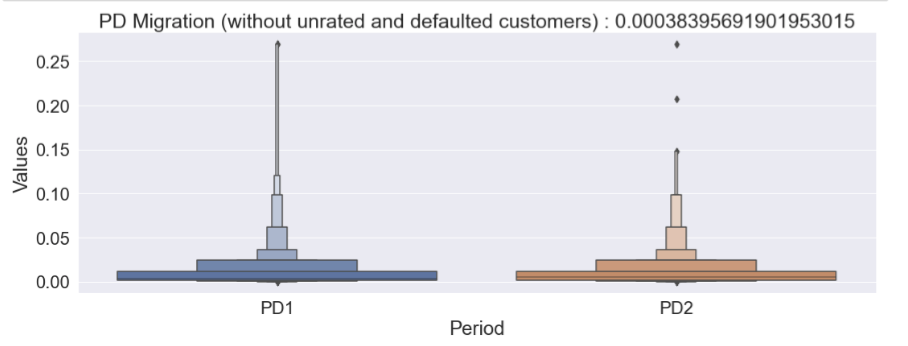 PD Migration (without unrated and defaulted customers) : 0.00038395691901953015
Values
0.25
0.20
0.15
0.10
0.05
0.00
PD1 PD2
Period